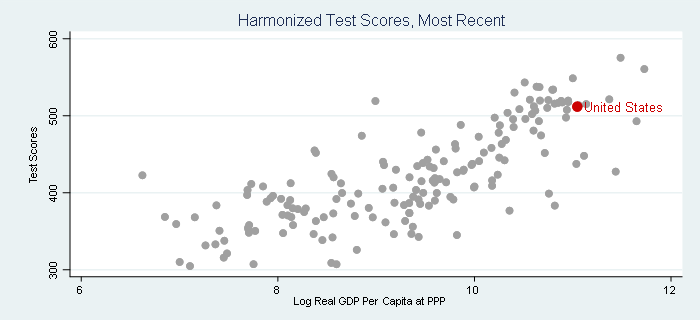 Harmonized Test Scores, Most Recent
600
500
400
300
Test Scores
United States
6
8
10
12
Log Real GDP Per Capita at PPP